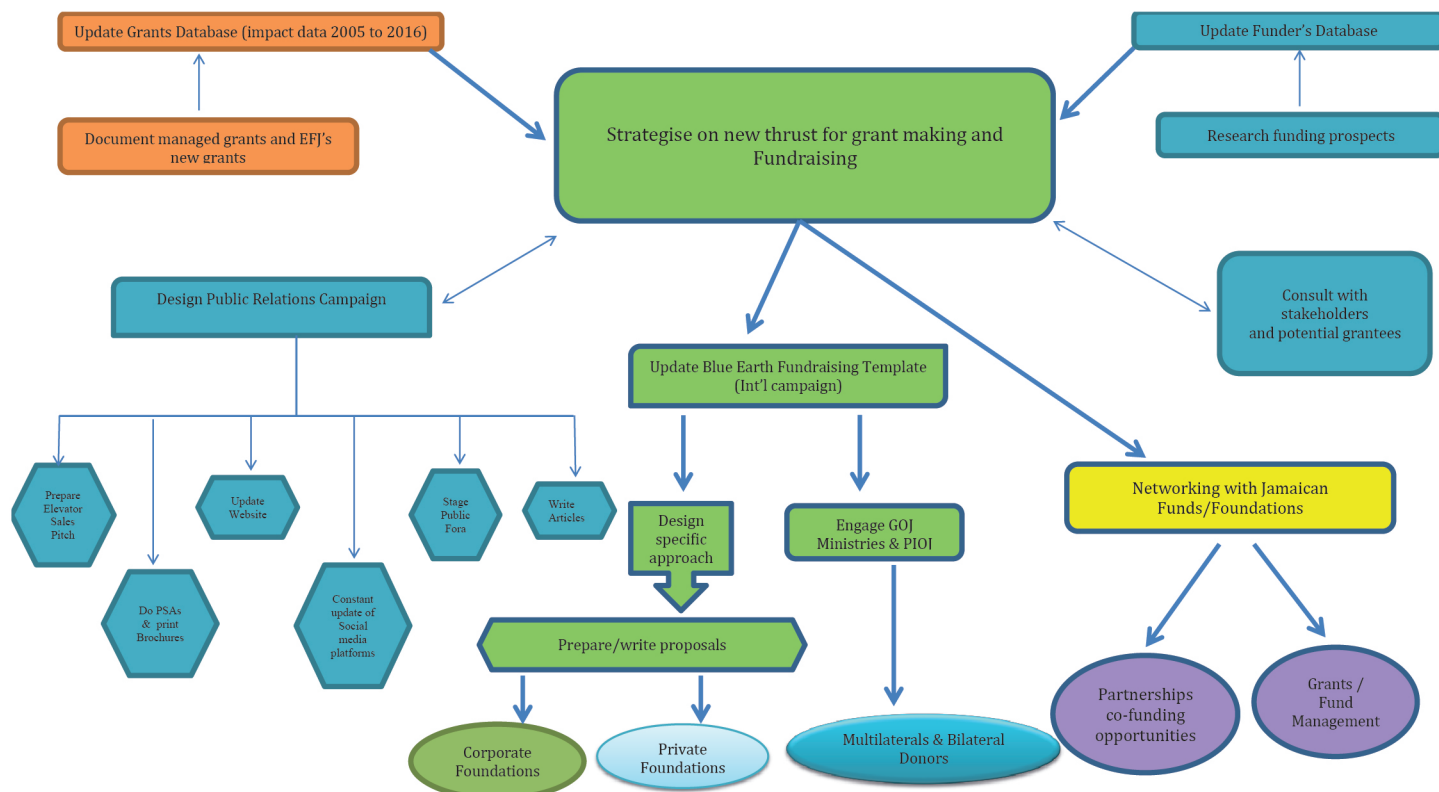 Update Grants Database (impact data 2005 to 2016)
Update Funder's Database
Strategise on new thrust for grant making and
Fundraising
Document managed grants and EFJ's
new grants
Research funding prospects
Design Public Relations Campaign
Consult with
stakeholders
and potential grantees
Update Blue Earth Fundraising Template
(Int'l campaign)
Prepare
Elevator
Sales
Pitch
Update
Website
Stage
Public
Fora
Write
Articles
Design
specific
approach
Engage GOJ
Ministries & PIOJ
Networking with Jamaican
Funds/Foundations
Do PSAs
& print
Brochures
Constant
update of
Social
media
platforms
Prepare/write proposals
Partnerships
co-funding
opportunities
Grants /
Fund
Management
Corporate
Foundations
Private
Foundations
Multilaterals & Bilateral
Donors